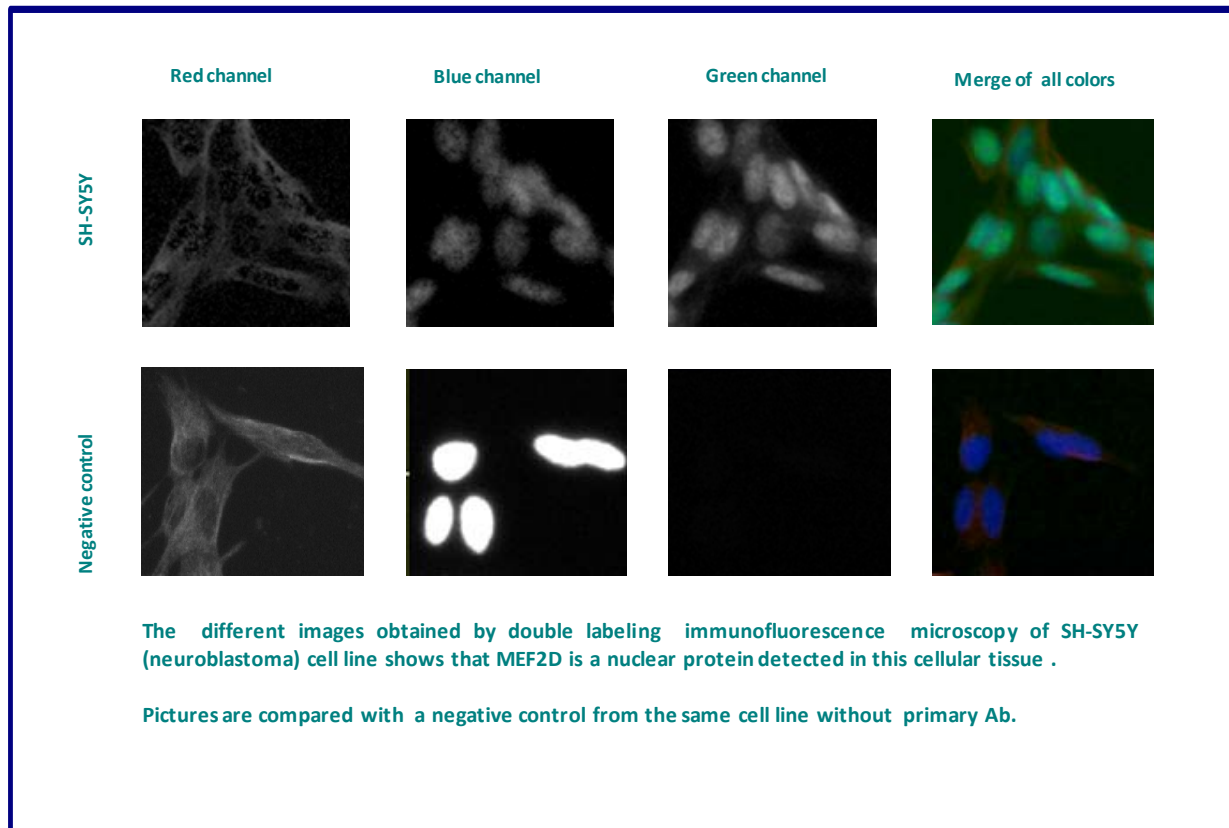 Red channel
Blue channel
Green channel
Merge of all colors
SH-SY5Y
Negative control
The different images obtained by double labeling immunofluorescence microscopy of SH-SY5Y
(neuroblastoma) cell line shows that MEF2D is a nuclear protein detected in this cellular tissue .
Pictures are compared with a negative control from the same cell line without primary Ab.